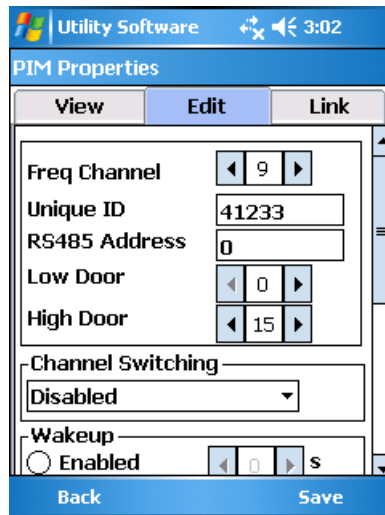 Utility Software 3:02
PIM Properties
View Edit Link
Freq Channel 9
Unique ID 41233
RS485 Address 0
Low Door 0
High Door 15
Channel Switching
Disabled
Wakeup
Enabled 0 s
Back Save